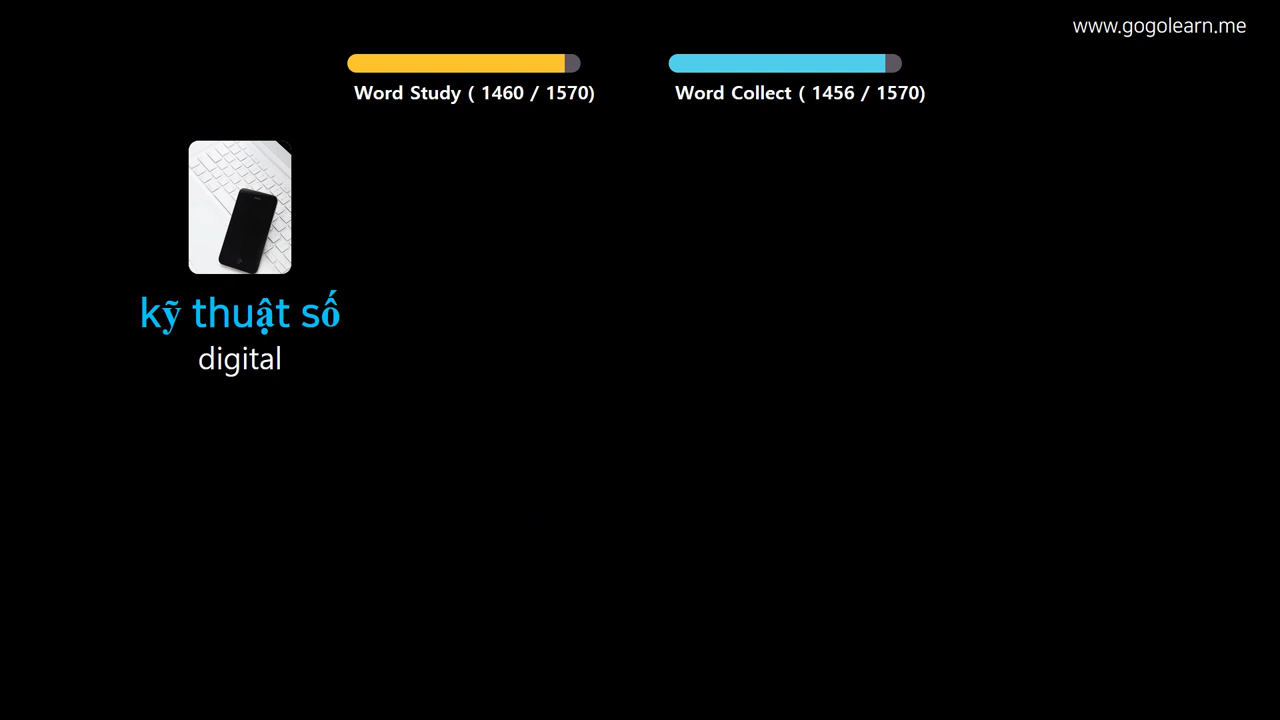 www.gogolearn.me
Word Study ( 1460 / 1570)
Word Collect ( 1456 / 1570)
kỹ thuật số
digital